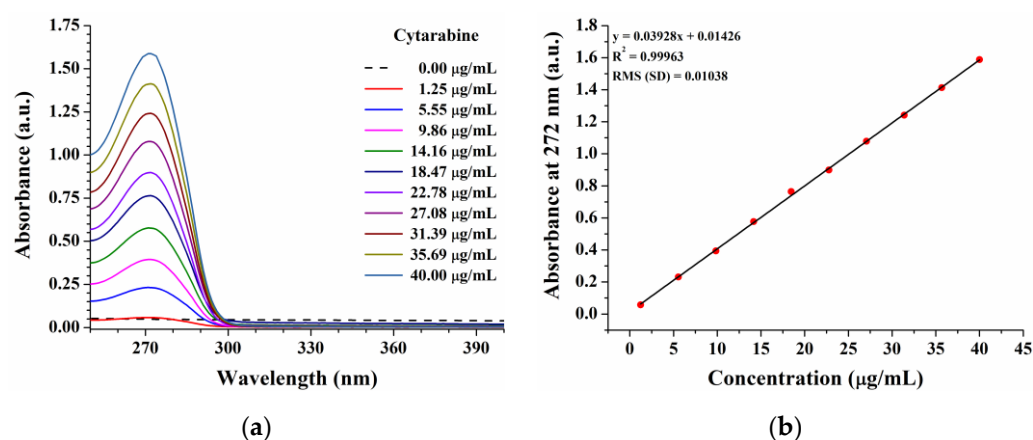 Absorbance (a.u.)
1.75
1.50
1.25
1.00
0.75
0.50
0.25
0.00
270
300
330
360
390
Wavelength (nm)
Cytarabine
0.00 μg/mL
1.25 μg/mL
5.55 μg/mL
9.86 μg/mL
14.16 μg/mL
18.47 μg/mL
22.78 μg/mL
27.08 μg/mL
31.39 μg/mL
35.69 μg/mL
40.00 μg/mL
(a)
Absorbance at 272 nm (a.u.)
1.8
1.6
1.4
1.2
1.0
0.8
0.6
0.4
0.2
0.0
y = 0.03928x + 0.01426
R² = 0.99963
RMS (SD) = 0.01038
0
5
10
15
20
25
30
35
40
45
Concentration (μg/mL)
(b)